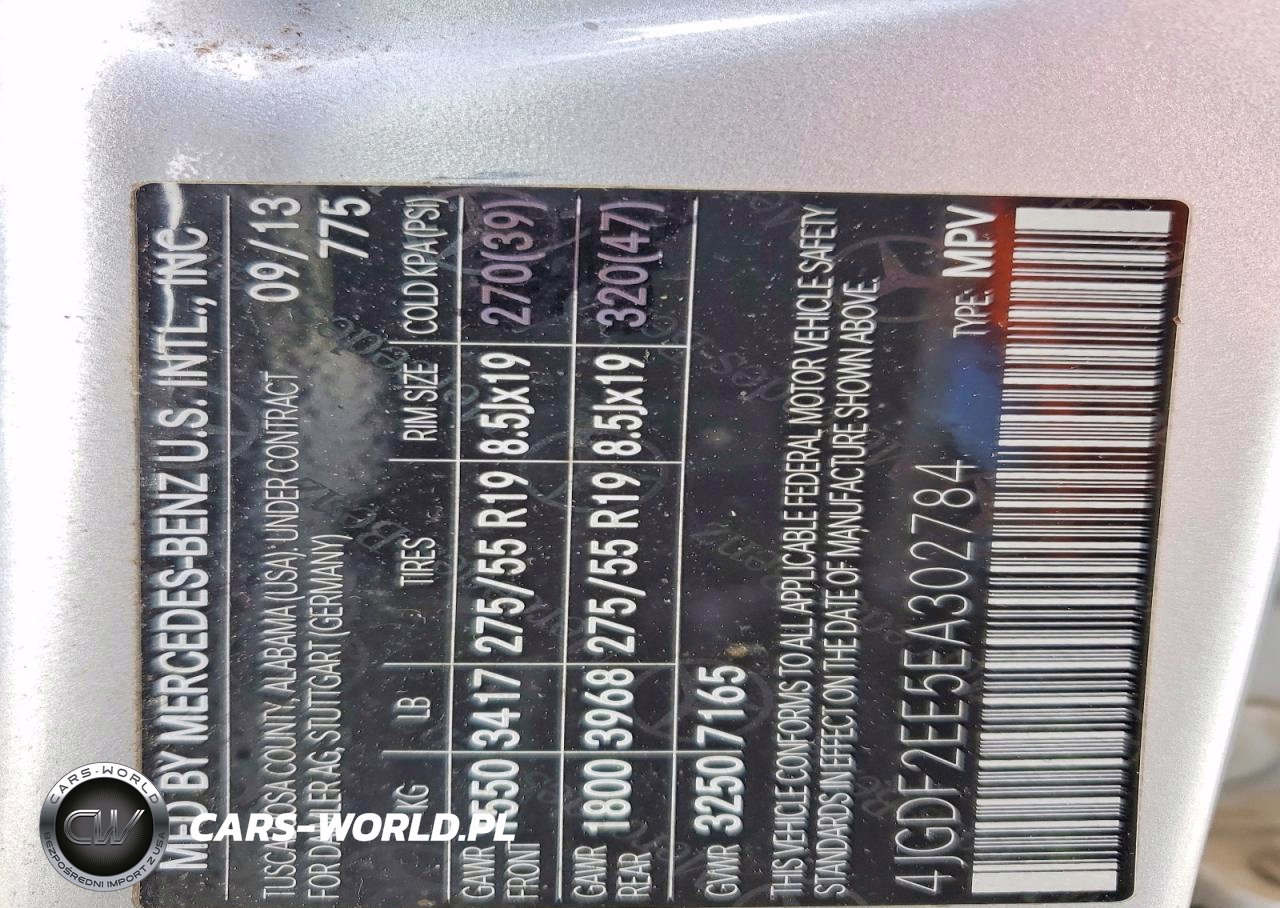 MFD BY MERCEDES-BENZ U.S. INTL., INC
TUSCALOOSA COUNTY, ALABAMA (USA); UNDER CONTRACT 09/13
FOR DAIMLER AG, STUTTGART (GERMANY) 775
KG LB TIRES RIM SIZE COLD KPA(PSI)
GAWR FRONT 1550 3417 275/55 R19 8.5Jx19 270(39)
GAWR REAR 1800 3968 275/55 R19 8.5Jx19 320(47)
GVWR 3250 7165
THIS VEHICLE CONFORMS TO ALL APPLICABLE FEDERAL MOTOR VEHICLE SAFETY
STANDARDS IN EFFECT ON THE DATE OF MANUFACTURE SHOWN ABOVE.
4JGDF2EE5EA302784 TYPE: MPV
CARS-WORLD
CW
BEZPOŚREDNI IMPORT Z USA
CARS-WORLD.PL